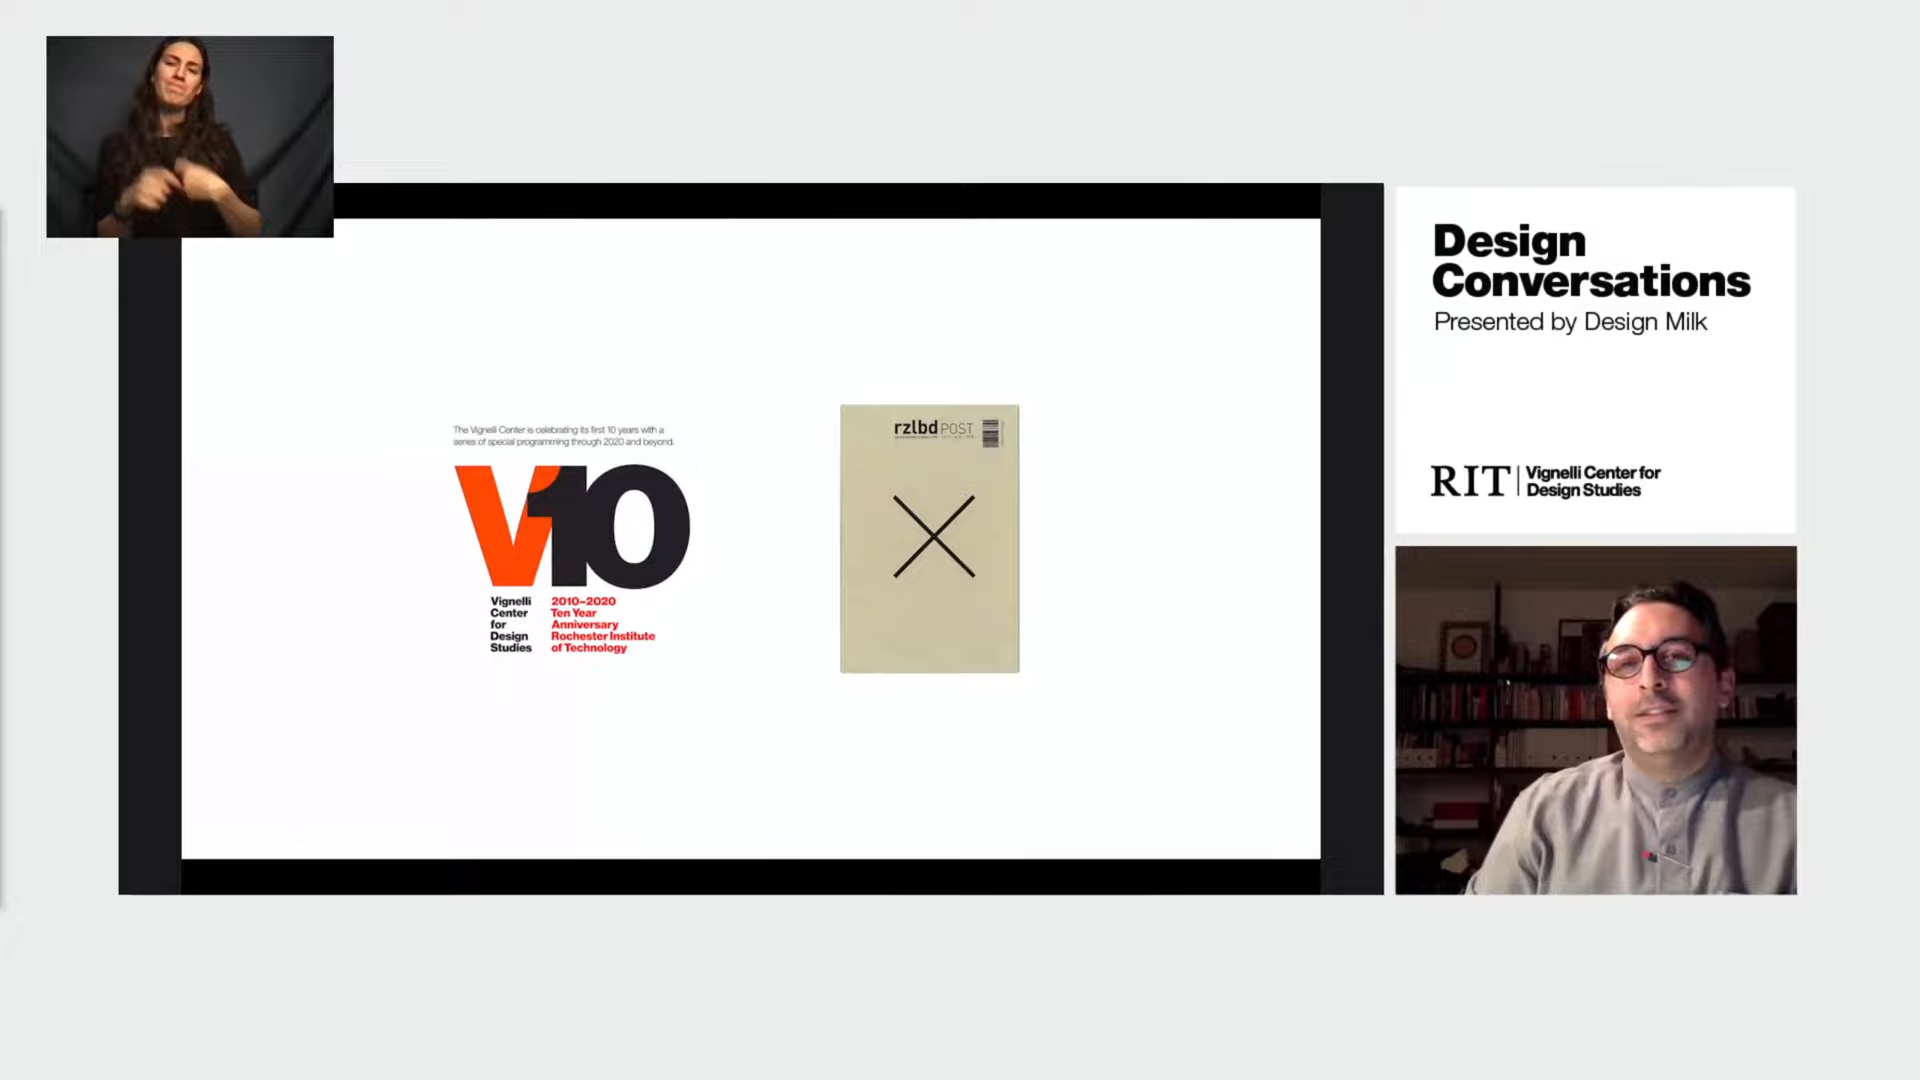 The Vignelli Center is celebrating its first 10 years with a
series of special programming through 2020 and beyond.
V10
Vignelli
Center
for
Design
Studies
2010–2020
Ten Year
Anniversary
Rochester Institute
of Technology
rzlbd POST
Design
Conversations
Presented by Design Milk
RIT
Vignelli Center for
Design Studies